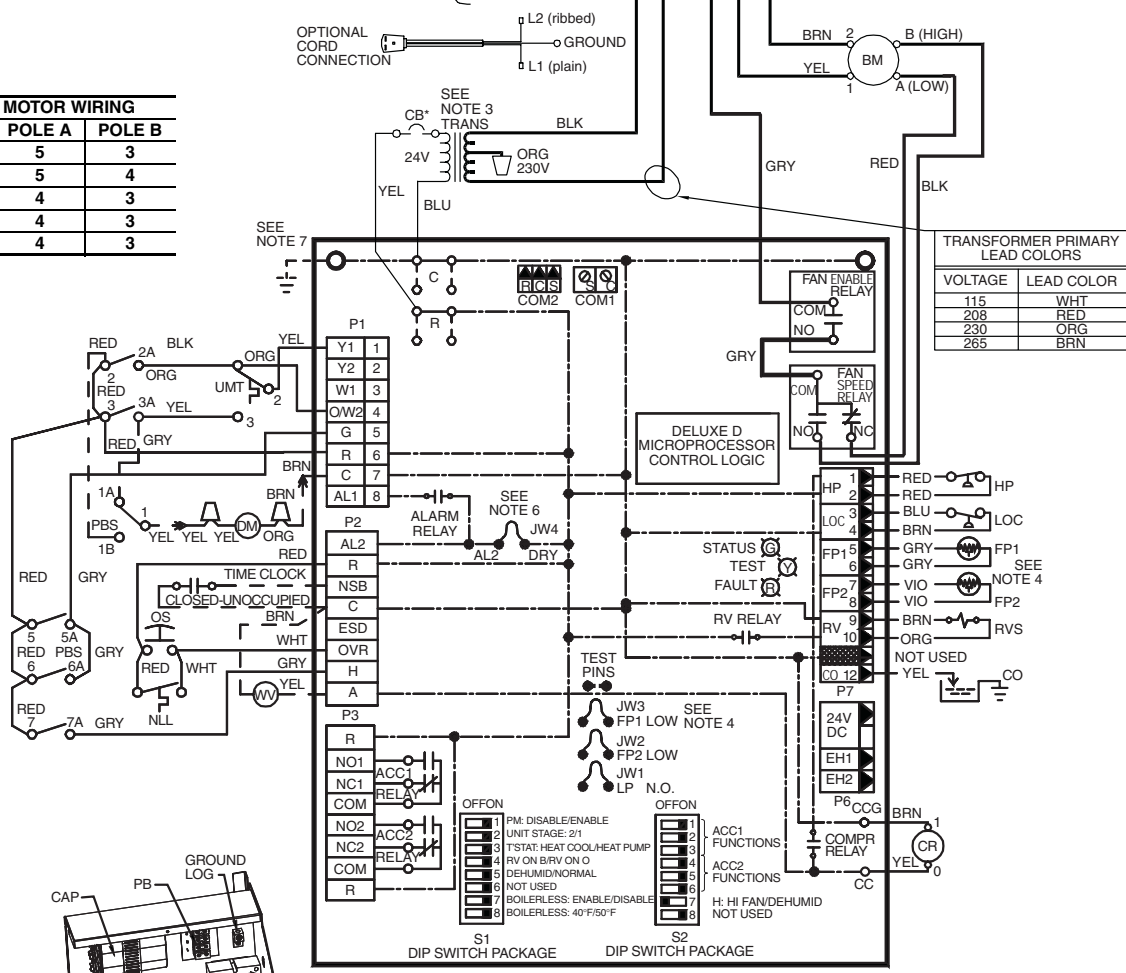 L2 (ribbed)
OPTIONAL
CORD
CONNECTION
GROUND
L1 (plain)
BRN 2 B (HIGH)
BM
YEL 1 A (LOW)
MOTOR WIRING
POLE A POLE B
5 3
5 4
4 3
4 3
4 3
SEE
NOTE 3
CB* TRANS
BLK
24V
ORG
230V
YEL
BLU
GRY
RED
BLK
SEE
NOTE 7
TRANSFORMER PRIMARY
LEAD COLORS
VOLTAGE LEAD COLOR
115 WHT
208 RED
230 ORG
265 BRN
C
R C S
COM2
S C
COM1
R
FAN ENABLE
RELAY
COM
NO
GRY
FAN
SPEED
RELAY
COM
NO NC
DELUXE D
MICROPROCESSOR
CONTROL LOGIC
P1
Y1 1
Y2 2
W1 3
O/W2 4
G 5
R 6
C 7
AL1 8
YEL
RED
2A BLK
ORG
2
ORG
UMT
2
RED
3 3A YEL
3
RED GRY
BRN
1A
BRN
PBS
1
1B
YEL YEL YEL
DM
ORG
ALARM
RELAY
SEE
NOTE 6
JW4
AL2 DRY
P2
AL2
R
NSB
C
ESD
OVR
H
A
RED
TIME CLOCK
CLOSED-UNOCCUPIED
BRN
OS
WHT
GRY
YEL
WV
RED WHT
NLL
RED GRY
5 5A
RED PBS GRY
6 6A
RED
7 7A GRY
STATUS G
TEST Y
FAULT R
RV RELAY
TEST
PINS
JW3
FP1 LOW
SEE
NOTE 4
JW2
FP2 LOW
JW1
LP N.O.
HP 1 RED
2 RED
HP
LOC 3 BLU
4 BRN
LOC
FP1 5 GRY
6 GRY
FP1
SEE
NOTE 4
FP2 7 VIO
8 VIO
FP2
RV 9 BRN
10 ORG
RVS
NOT USED
CO 12 YEL
CO
P7
24V
DC
EH1
EH2
P6
CCG
BRN
1
CR
COMPR
RELAY
YEL
0
CC
P3
R
NO1
NC1
COM
NO2
NC2
COM
R
ACC1
RELAY
ACC2
RELAY
OFFON
1 PM: DISABLE/ENABLE
2 UNIT STAGE: 2/1
3 T'STAT: HEAT COOL/HEAT PUMP
4 RV ON B/RV ON O
5 DEHUMID/NORMAL
6 NOT USED
7 BOILERLESS: ENABLE/DISABLE
8 BOILERLESS: 40°F/50°F
S1
DIP SWITCH PACKAGE
OFFON
1
2
3
4
5
6
7
8
ACC1
FUNCTIONS
ACC2
FUNCTIONS
H: HI FAN/DEHUMID
NOT USED
S2
DIP SWITCH PACKAGE
GROUND
LOG
PB
CAP